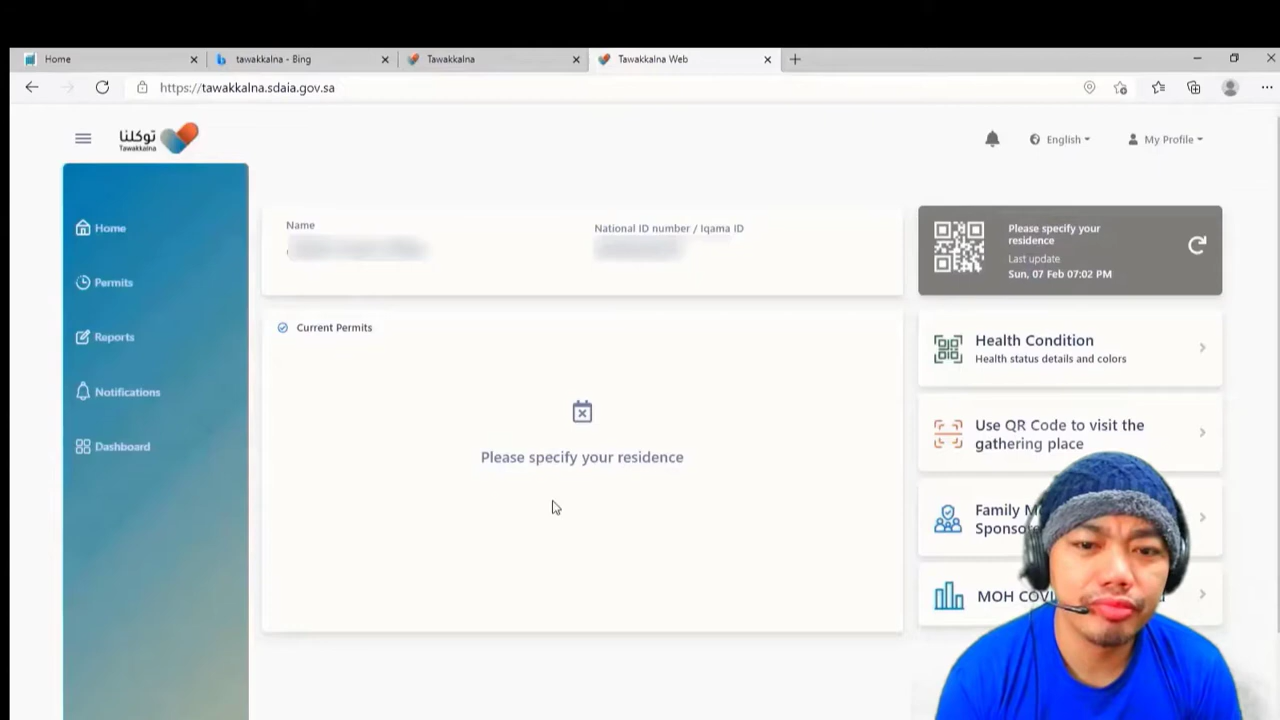 Home
tawakkalna - Bing
Tawakkalna
Tawakkalna Web
https://tawakkalna.sdaia.gov.sa
توكلنا
Tawakkalna
English
My Profile
Home
Permits
Reports
Notifications
Dashboard
Name
National ID number / Iqama ID
Please specify your
residence
Last update
Sun, 07 Feb 07:02 PM
Current Permits
Please specify your residence
Health Condition
Health status details and colors
Use QR Code to visit the
gathering place
Family
MOH